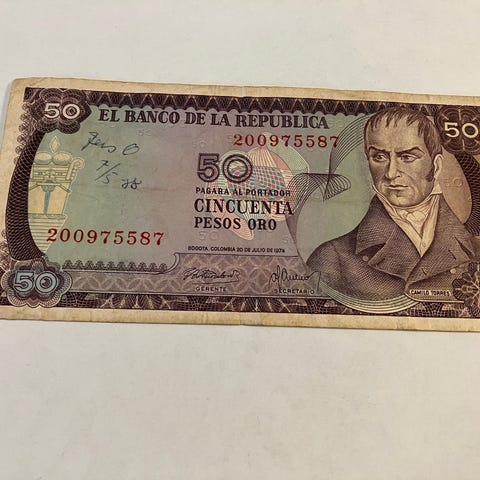 50
EL BANCO DE LA REPUBLICA
50
200975587
50
PAGARA AL PORTADOR
CINCUENTA
PESOS ORO
200975587
BOGOTA, COLOMBIA 20 DE JULIO DE 1974
50
GERENTE
SECRETARIO
CAMILO TORRES